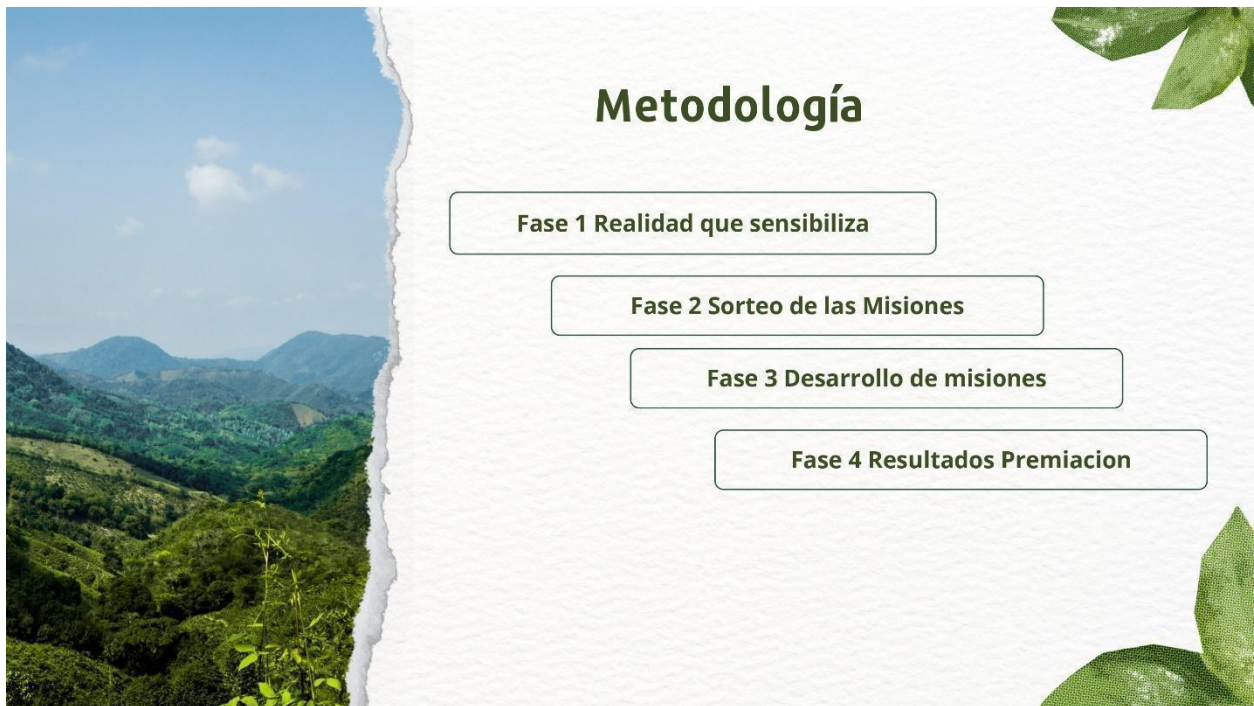 Metodología
Fase 1 Realidad que sensibiliza
Fase 2 Sorteo de las Misiones
Fase 3 Desarrollo de misiones
Fase 4 Resultados Premiacion